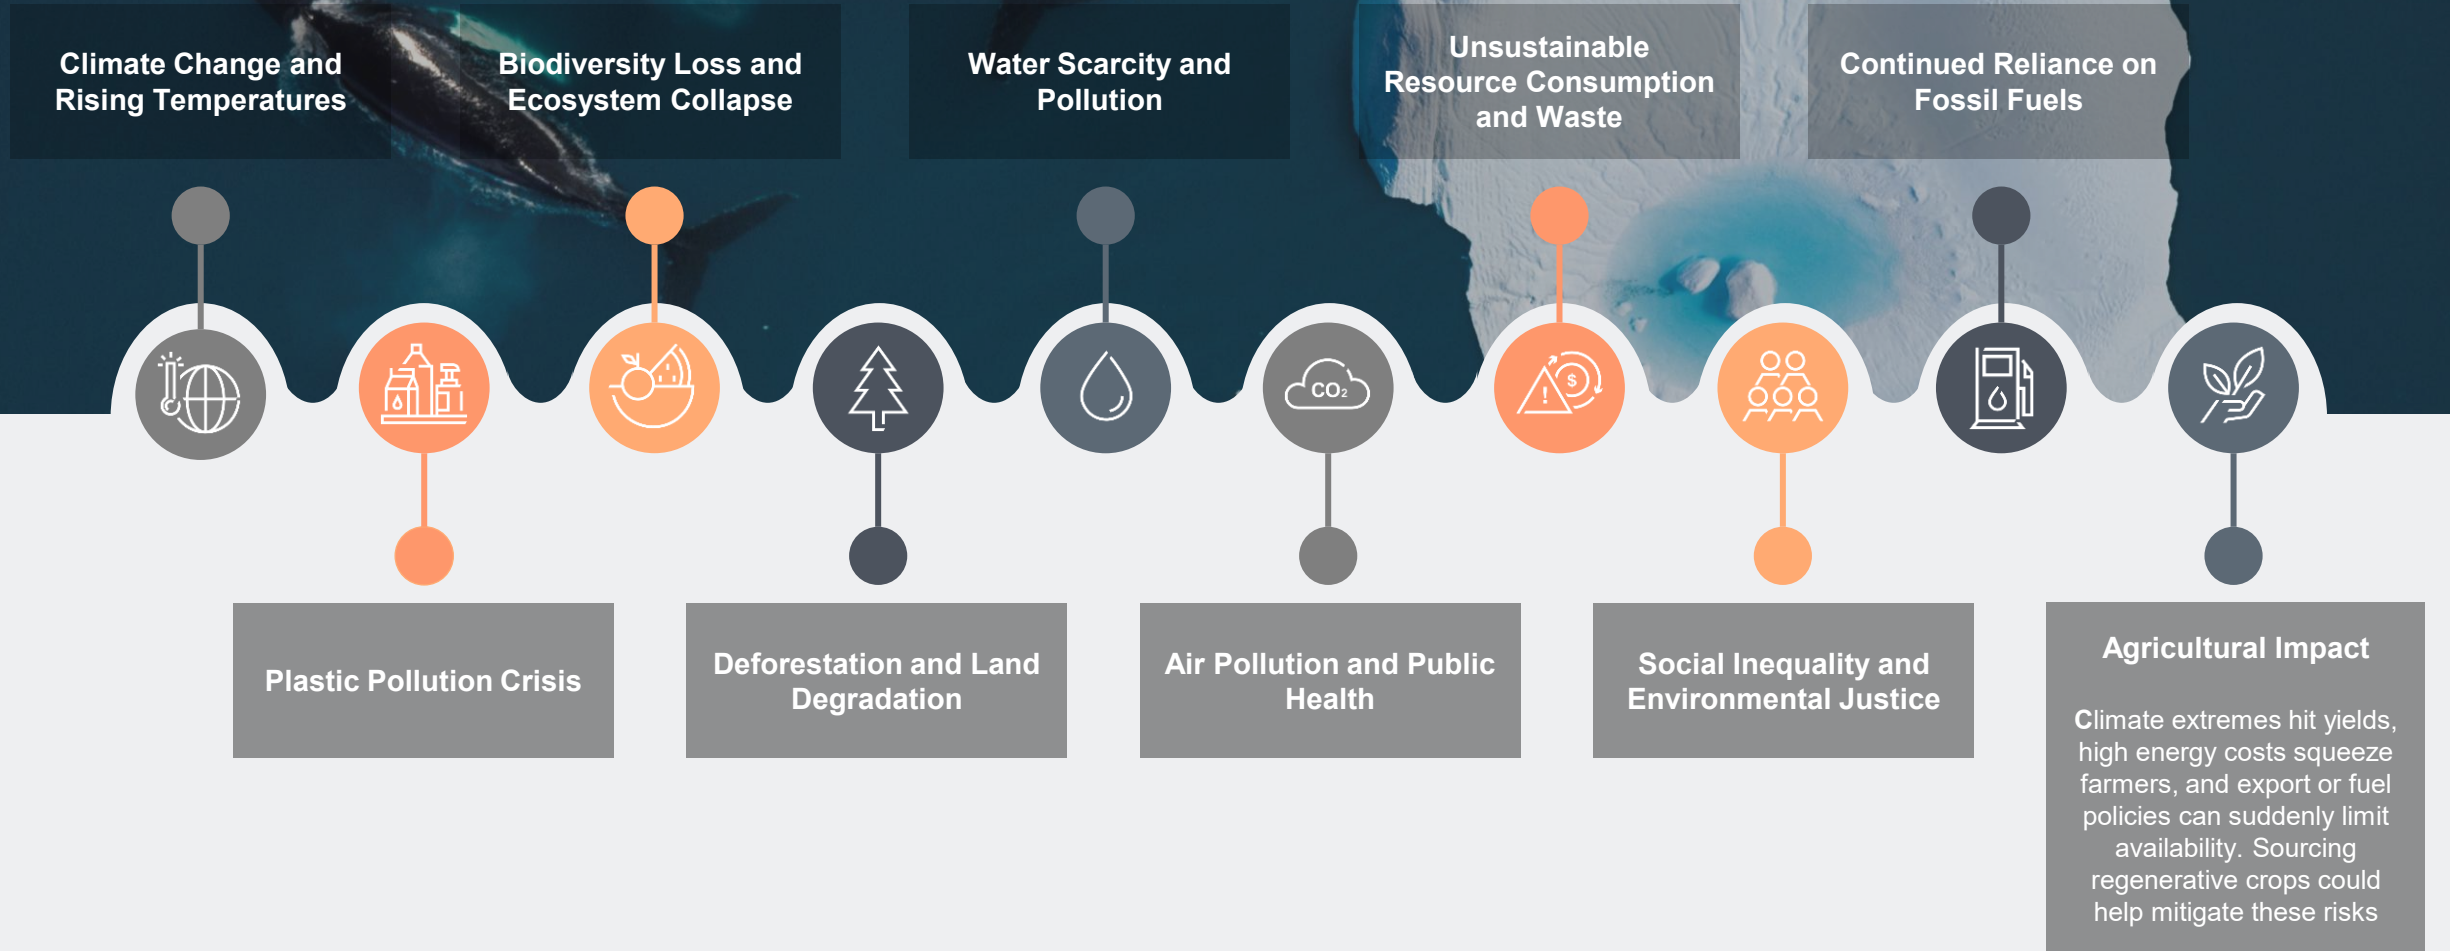 Climate Change and
Rising Temperatures
Biodiversity Loss and
Ecosystem Collapse
Water Scarcity and
Pollution
Unsustainable
Resource Consumption
and Waste
Continued Reliance on
Fossil Fuels
CO₂
$
!
Plastic Pollution Crisis
Deforestation and Land
Degradation
Air Pollution and Public
Health
Social Inequality and
Environmental Justice
Agricultural Impact
Climate extremes hit yields,
high energy costs squeeze
farmers, and export or fuel
policies can suddenly limit
availability. Sourcing
regenerative crops could
help mitigate these risks